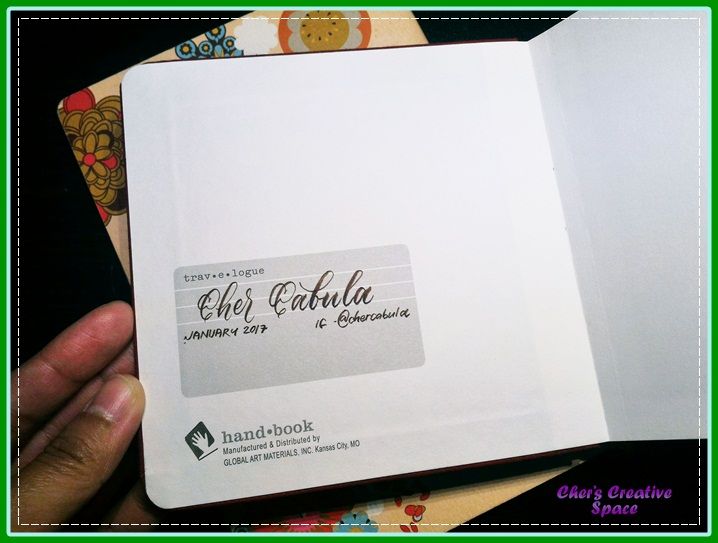 trav•e•logue
Cher Cabula
JANUARY 2017
IG - @chercabula
hand•book
Manufactured & Distributed by
GLOBAL ART MATERIALS, INC. Kansas City, MO
Cher's Creative
Space